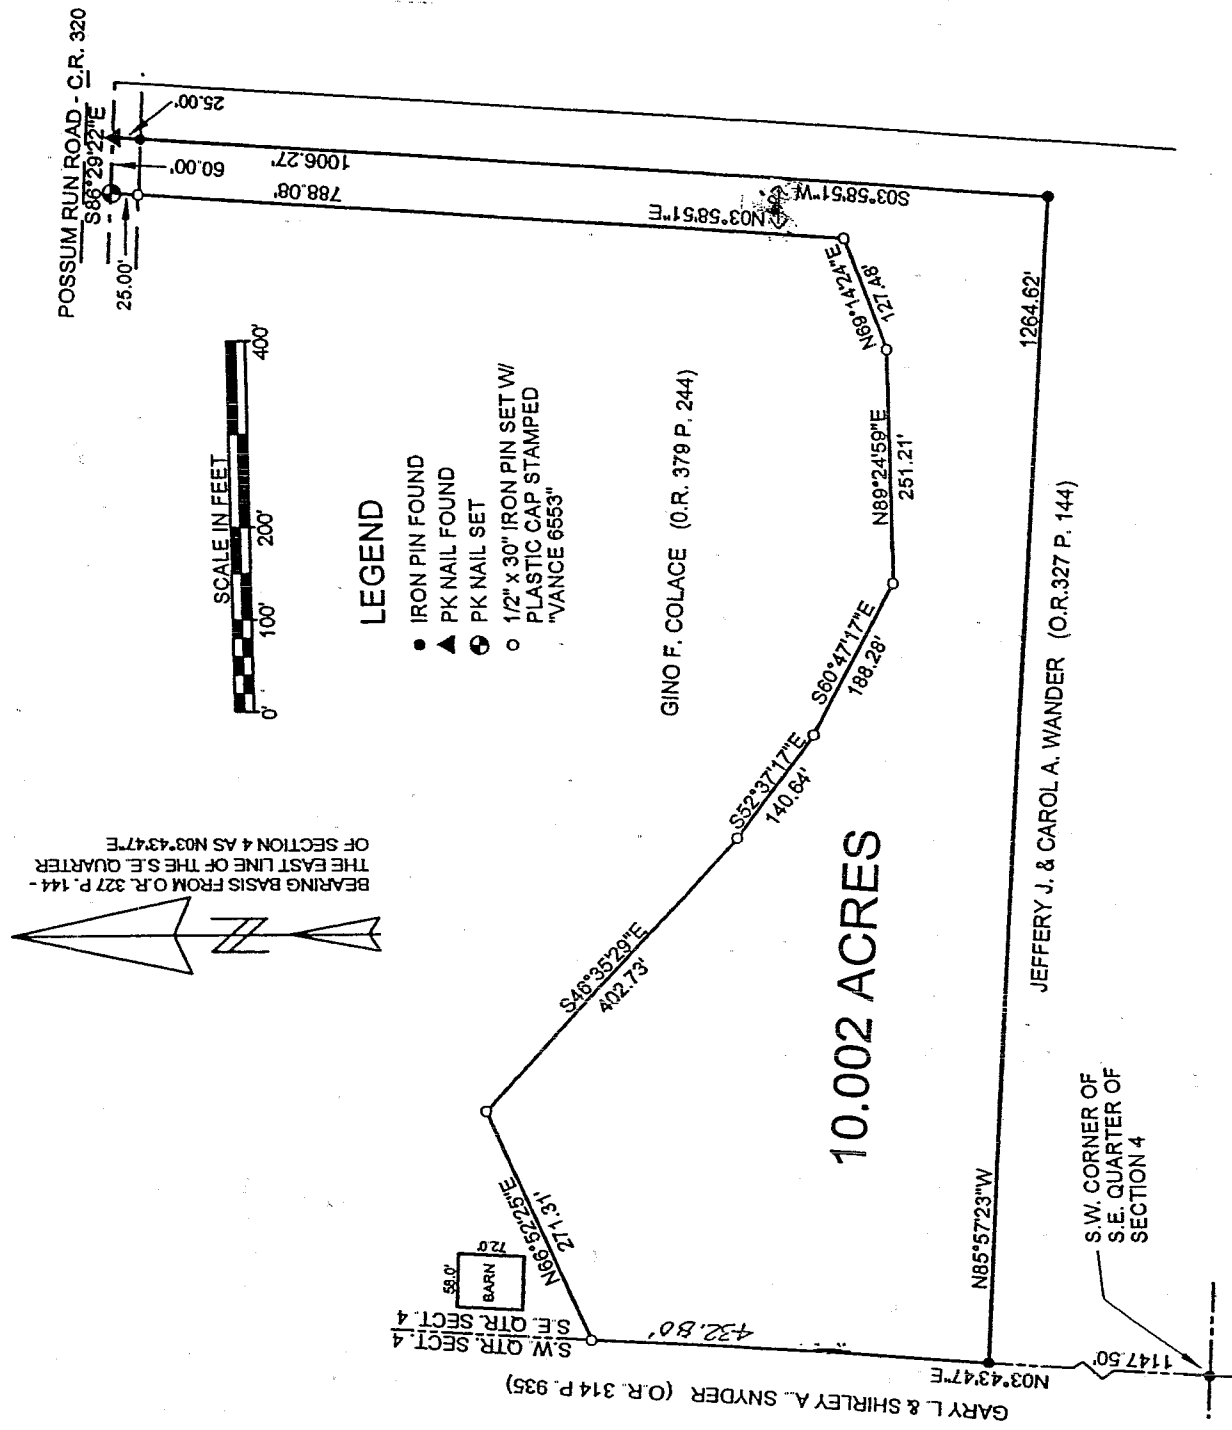 POSSUM RUN ROAD - C.R. 320
S86°29'22"E
25.00'
60.00'
25.00'
1006.27'
788.08'
N03°58'51"E
S03°58'51"W
N69°14'24"E
127.48'
N89°24'59"E
251.21'
1264.62'
SCALE IN FEET
0' 100' 200' 400'
LEGEND
IRON PIN FOUND
PK NAIL FOUND
PK NAIL SET
1/2" x 30" IRON PIN SET W/
PLASTIC CAP STAMPED
"VANCE 6553"
GINO F. COLACE (O.R. 379 P. 244)
S60°47'17"E
188.28'
S52°37'17"E
140.64'
BEARING BASIS FROM O.R. 327 P. 144 -
THE EAST LINE OF THE S.E. QUARTER
OF SECTION 4 AS N03°43'47"E
S46°35'29"E
402.73'
10.002 ACRES
JEFFERY J. & CAROL A. WANDER (O.R.327 P. 144)
N66°52'25"E
271.31'
58.0'
72.0'
BARN
S.W. QTR. SECT. 4
S.E. QTR. SECT. 4
432.80'
N85°57'23"W
S.W. CORNER OF
S.E. QUARTER OF
SECTION 4
1147.50'
N03°43'47"E
GARY L. & SHIRLEY A. SNYDER (O.R. 314 P. 935)